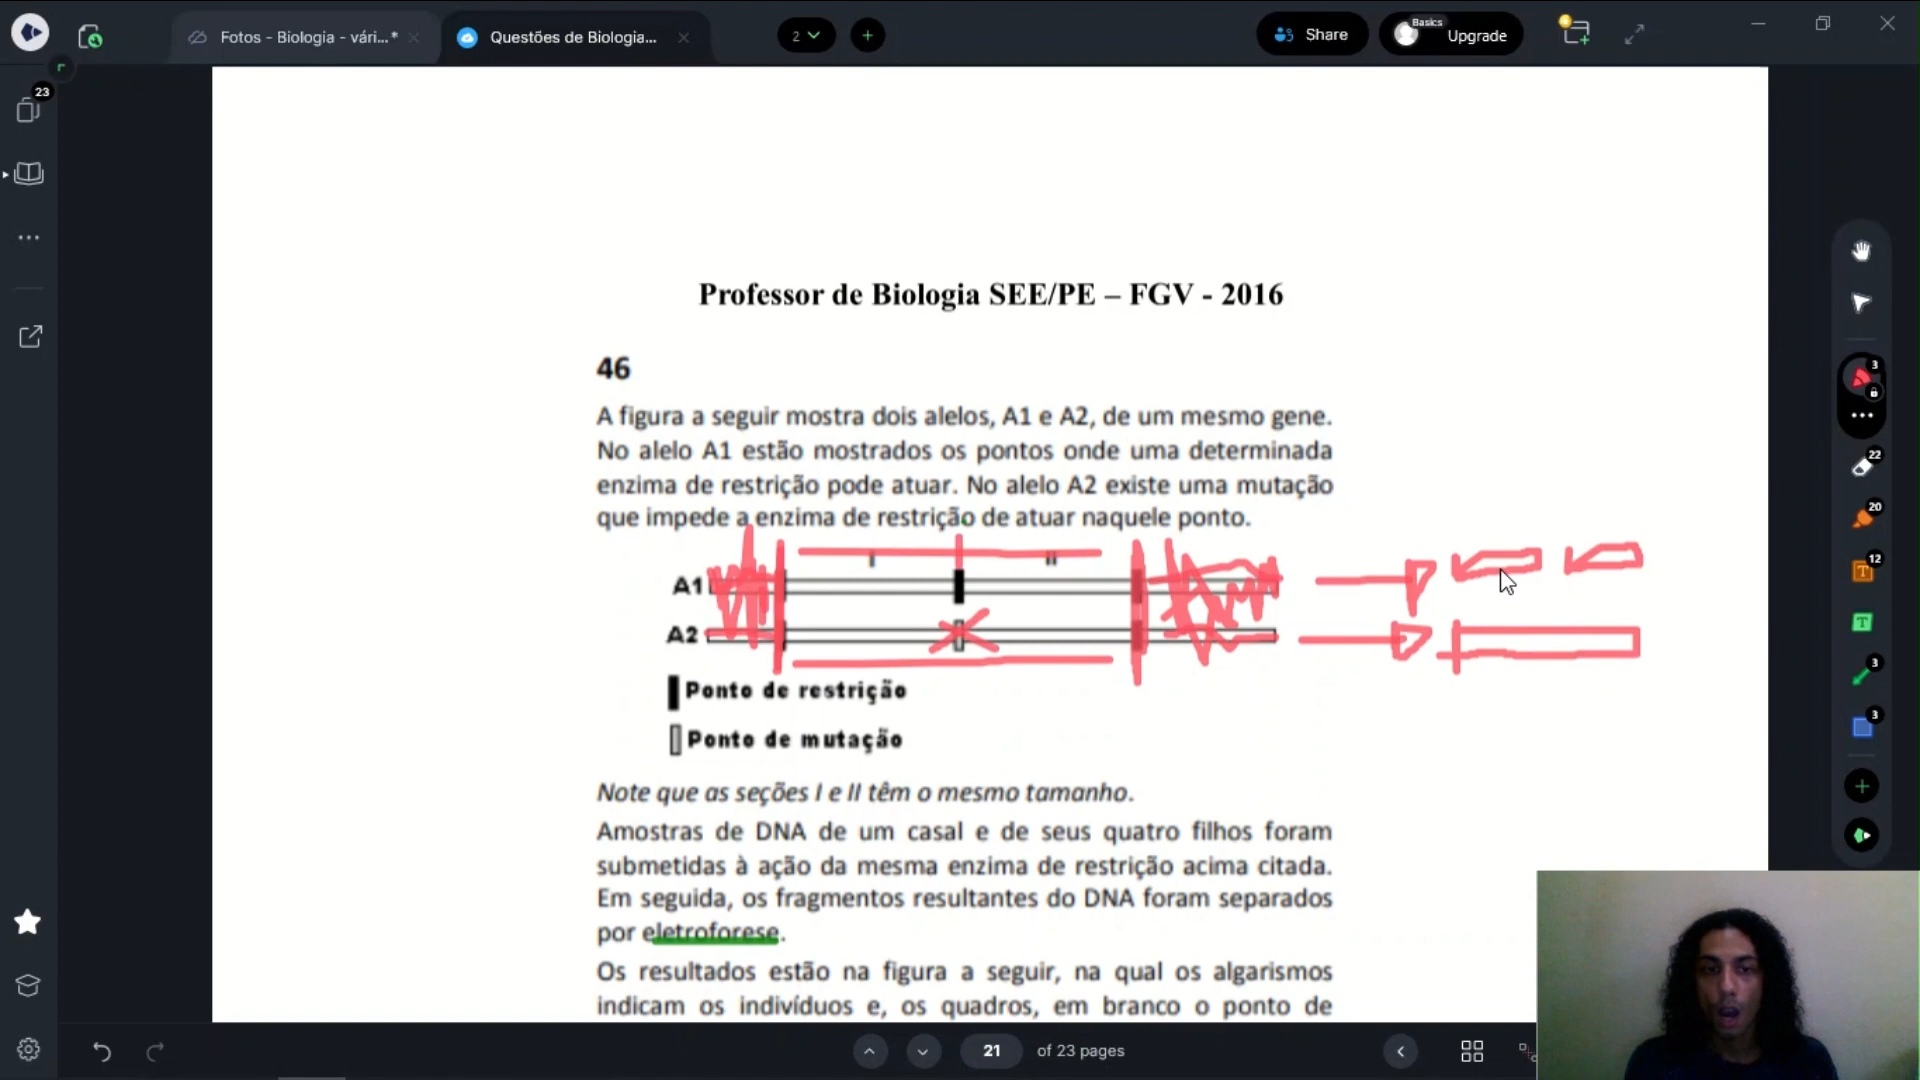 Fotos - Biologia - vári...*
Questões de Biologia...
2
Share
Basics
Upgrade
23
Professor de Biologia SEE/PE – FGV - 2016
46
A figura a seguir mostra dois alelos, A1 e A2, de um mesmo gene.
No alelo A1 estão mostrados os pontos onde uma determinada
enzima de restrição pode atuar. No alelo A2 existe uma mutação
que impede a enzima de restrição de atuar naquele ponto.
I II
A1
A2
Ponto de restrição
Ponto de mutação
Note que as seções I e II têm o mesmo tamanho.
Amostras de DNA de um casal e de seus quatro filhos foram
submetidas à ação da mesma enzima de restrição acima citada.
Em seguida, os fragmentos resultantes do DNA foram separados
por eletroforese.
Os resultados estão na figura a seguir, na qual os algarismos
indicam os indivíduos e, os quadros, em branco o ponto de
3
22
20
12
3
3
21 of 23 pages